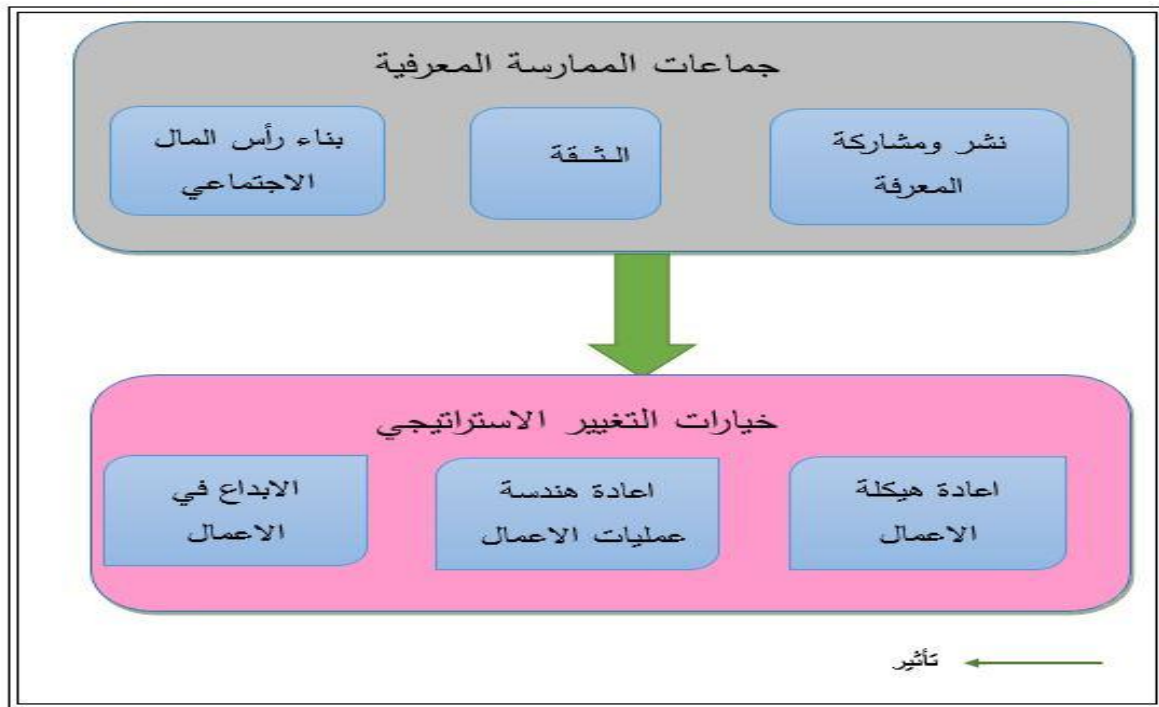 جماعات الممارسة المعرفية
نشر ومشاركة
المعرفة
الـثـــقة
بناء رأس المال
الاجتماعي
خيارات التغيير الاستراتيجي
اعادة هيكلة
الاعمال
اعادة هندسة
عمليات الاعمال
الابداع في
الاعمال
تأثير